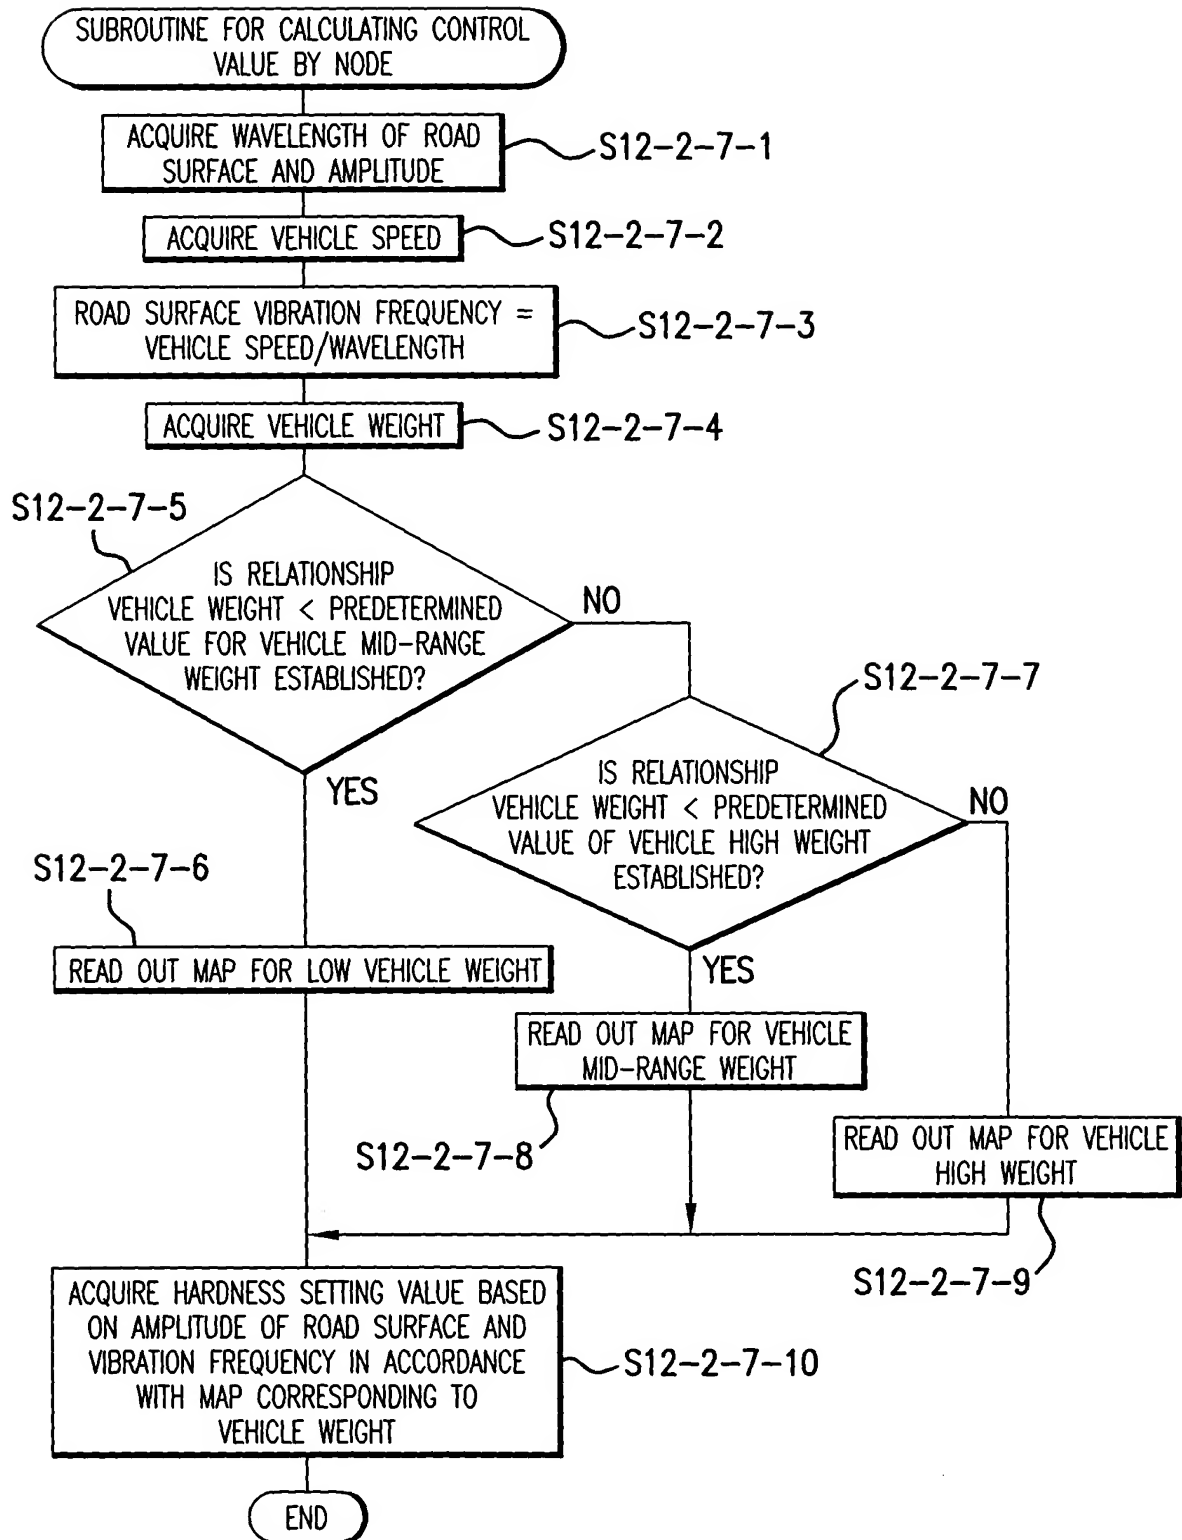 SUBROUTINE FOR CALCULATING CONTROL
VALUE BY NODE
ACQUIRE WAVELENGTH OF ROAD
SURFACE AND AMPLITUDE
S12-2-7-1
ACQUIRE VEHICLE SPEED
S12-2-7-2
ROAD SURFACE VIBRATION FREQUENCY =
VEHICLE SPEED/WAVELENGTH
S12-2-7-3
ACQUIRE VEHICLE WEIGHT
S12-2-7-4
S12-2-7-5
IS RELATIONSHIP
VEHICLE WEIGHT < PREDETERMINED
VALUE FOR VEHICLE MID-RANGE
WEIGHT ESTABLISHED?
NO
YES
S12-2-7-7
IS RELATIONSHIP
VEHICLE WEIGHT < PREDETERMINED
VALUE OF VEHICLE HIGH WEIGHT
ESTABLISHED?
NO
YES
S12-2-7-6
READ OUT MAP FOR LOW VEHICLE WEIGHT
READ OUT MAP FOR VEHICLE
MID-RANGE WEIGHT
S12-2-7-8
READ OUT MAP FOR VEHICLE
HIGH WEIGHT
S12-2-7-9
ACQUIRE HARDNESS SETTING VALUE BASED
ON AMPLITUDE OF ROAD SURFACE AND
VIBRATION FREQUENCY IN ACCORDANCE
WITH MAP CORRESPONDING TO
VEHICLE WEIGHT
S12-2-7-10
END